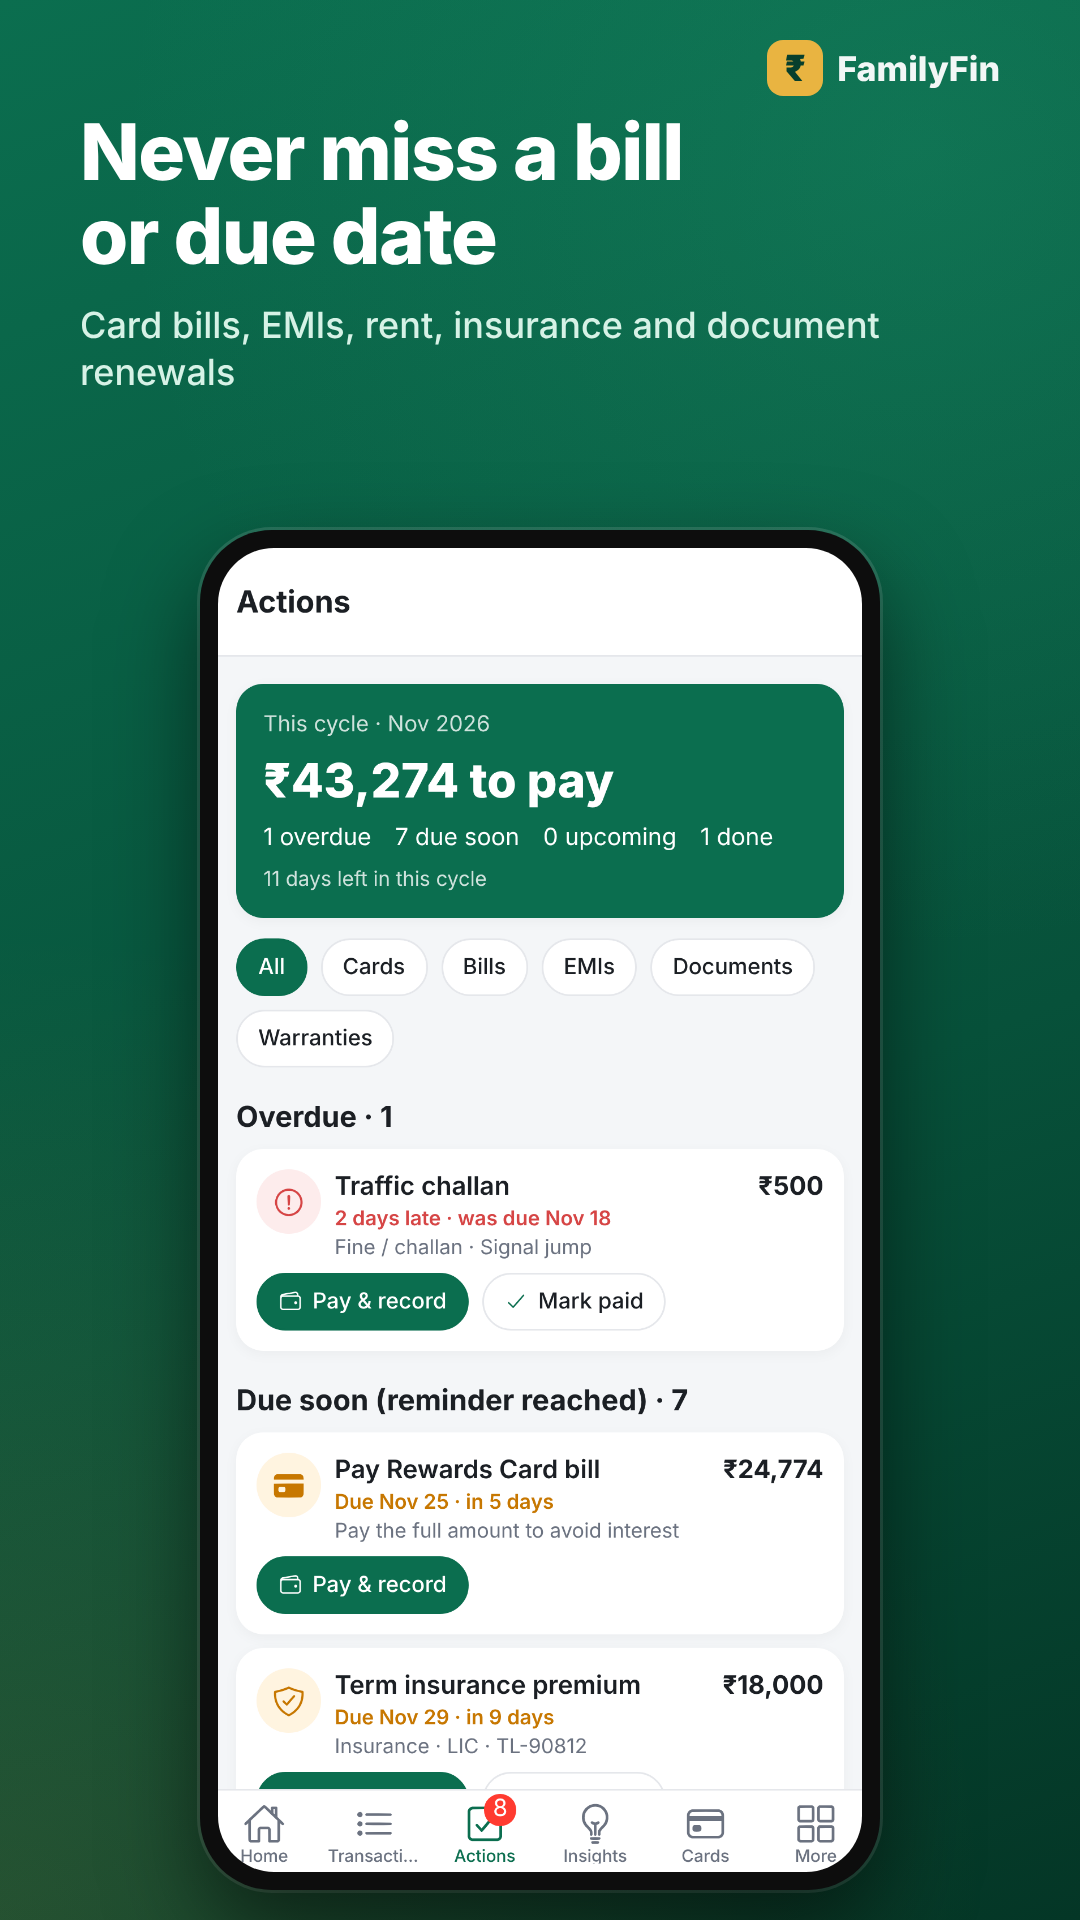 ₹ FamilyFin
Never miss a bill
or due date
Card bills, EMIs, rent, insurance and document
renewals
Actions
This cycle · Nov 2026
₹43,274 to pay
1 overdue 7 due soon 0 upcoming 1 done
11 days left in this cycle
All Cards Bills EMIs Documents
Warranties
Overdue · 1
Traffic challan ₹500
2 days late · was due Nov 18
Fine / challan · Signal jump
Pay & record Mark paid
Due soon (reminder reached) · 7
Pay Rewards Card bill ₹24,774
Due Nov 25 · in 5 days
Pay the full amount to avoid interest
Pay & record
Term insurance premium ₹18,000
Due Nov 29 · in 9 days
Insurance · LIC · TL-90812
8
Home Transacti... Actions Insights Cards More